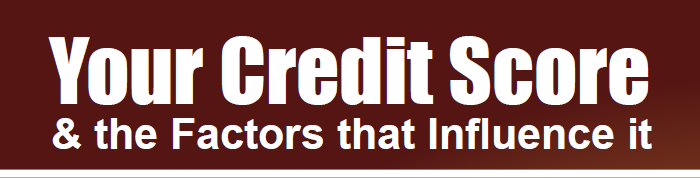 Your Credit Score
& the Factors that Influence it